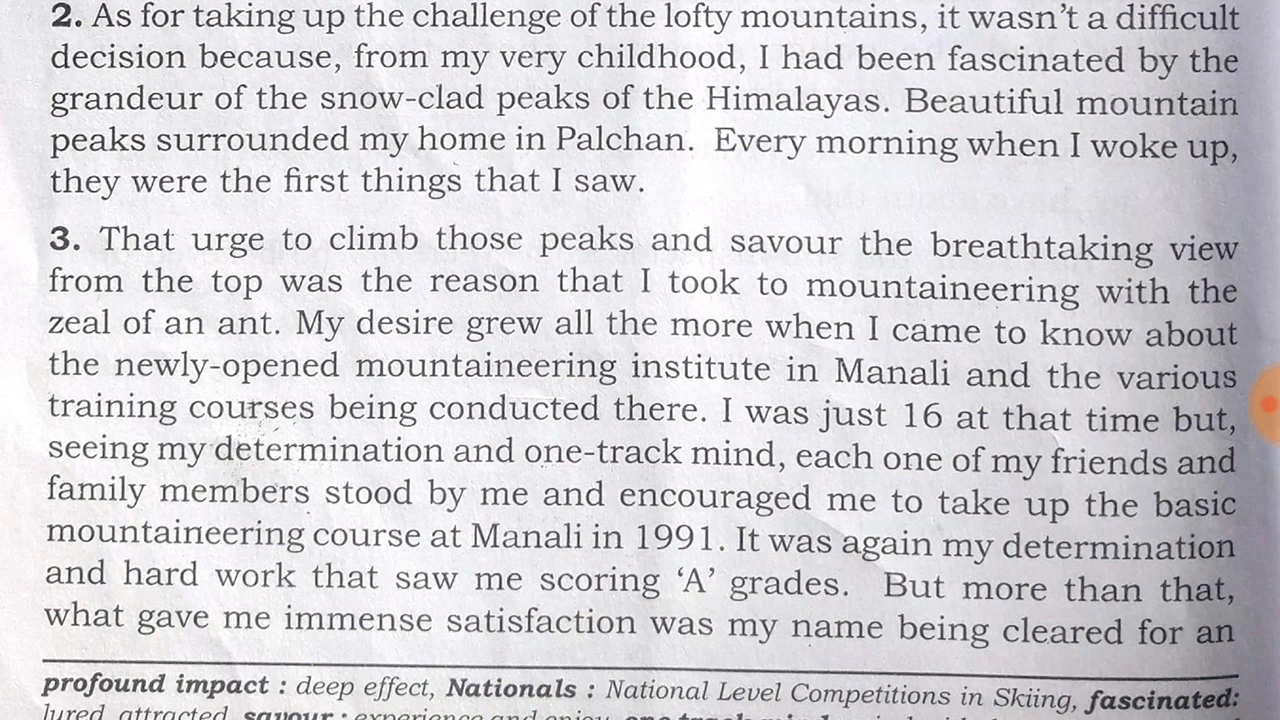 2. As for taking up the challenge of the lofty mountains, it wasn't a difficult
decision because, from my very childhood, I had been fascinated by the
grandeur of the snow-clad peaks of the Himalayas. Beautiful mountain
peaks surrounded my home in Palchan. Every morning when I woke up,
they were the first things that I saw.
3. That urge to climb those peaks and savour the breathtaking view
from the top was the reason that I took to mountaineering with the
zeal of an ant. My desire grew all the more when I came to know about
the newly-opened mountaineering institute in Manali and the various
training courses being conducted there. I was just 16 at that time but,
seeing my determination and one-track mind, each one of my friends and
family members stood by me and encouraged me to take up the basic
mountaineering course at Manali in 1991. It was again my determination
and hard work that saw me scoring 'A' grades. But more than that,
what gave me immense satisfaction was my name being cleared for an
profound impact : deep effect, Nationals : National Level Competitions in Skiing, fascinated:
lured, attracted, savour : experience and enjoy,